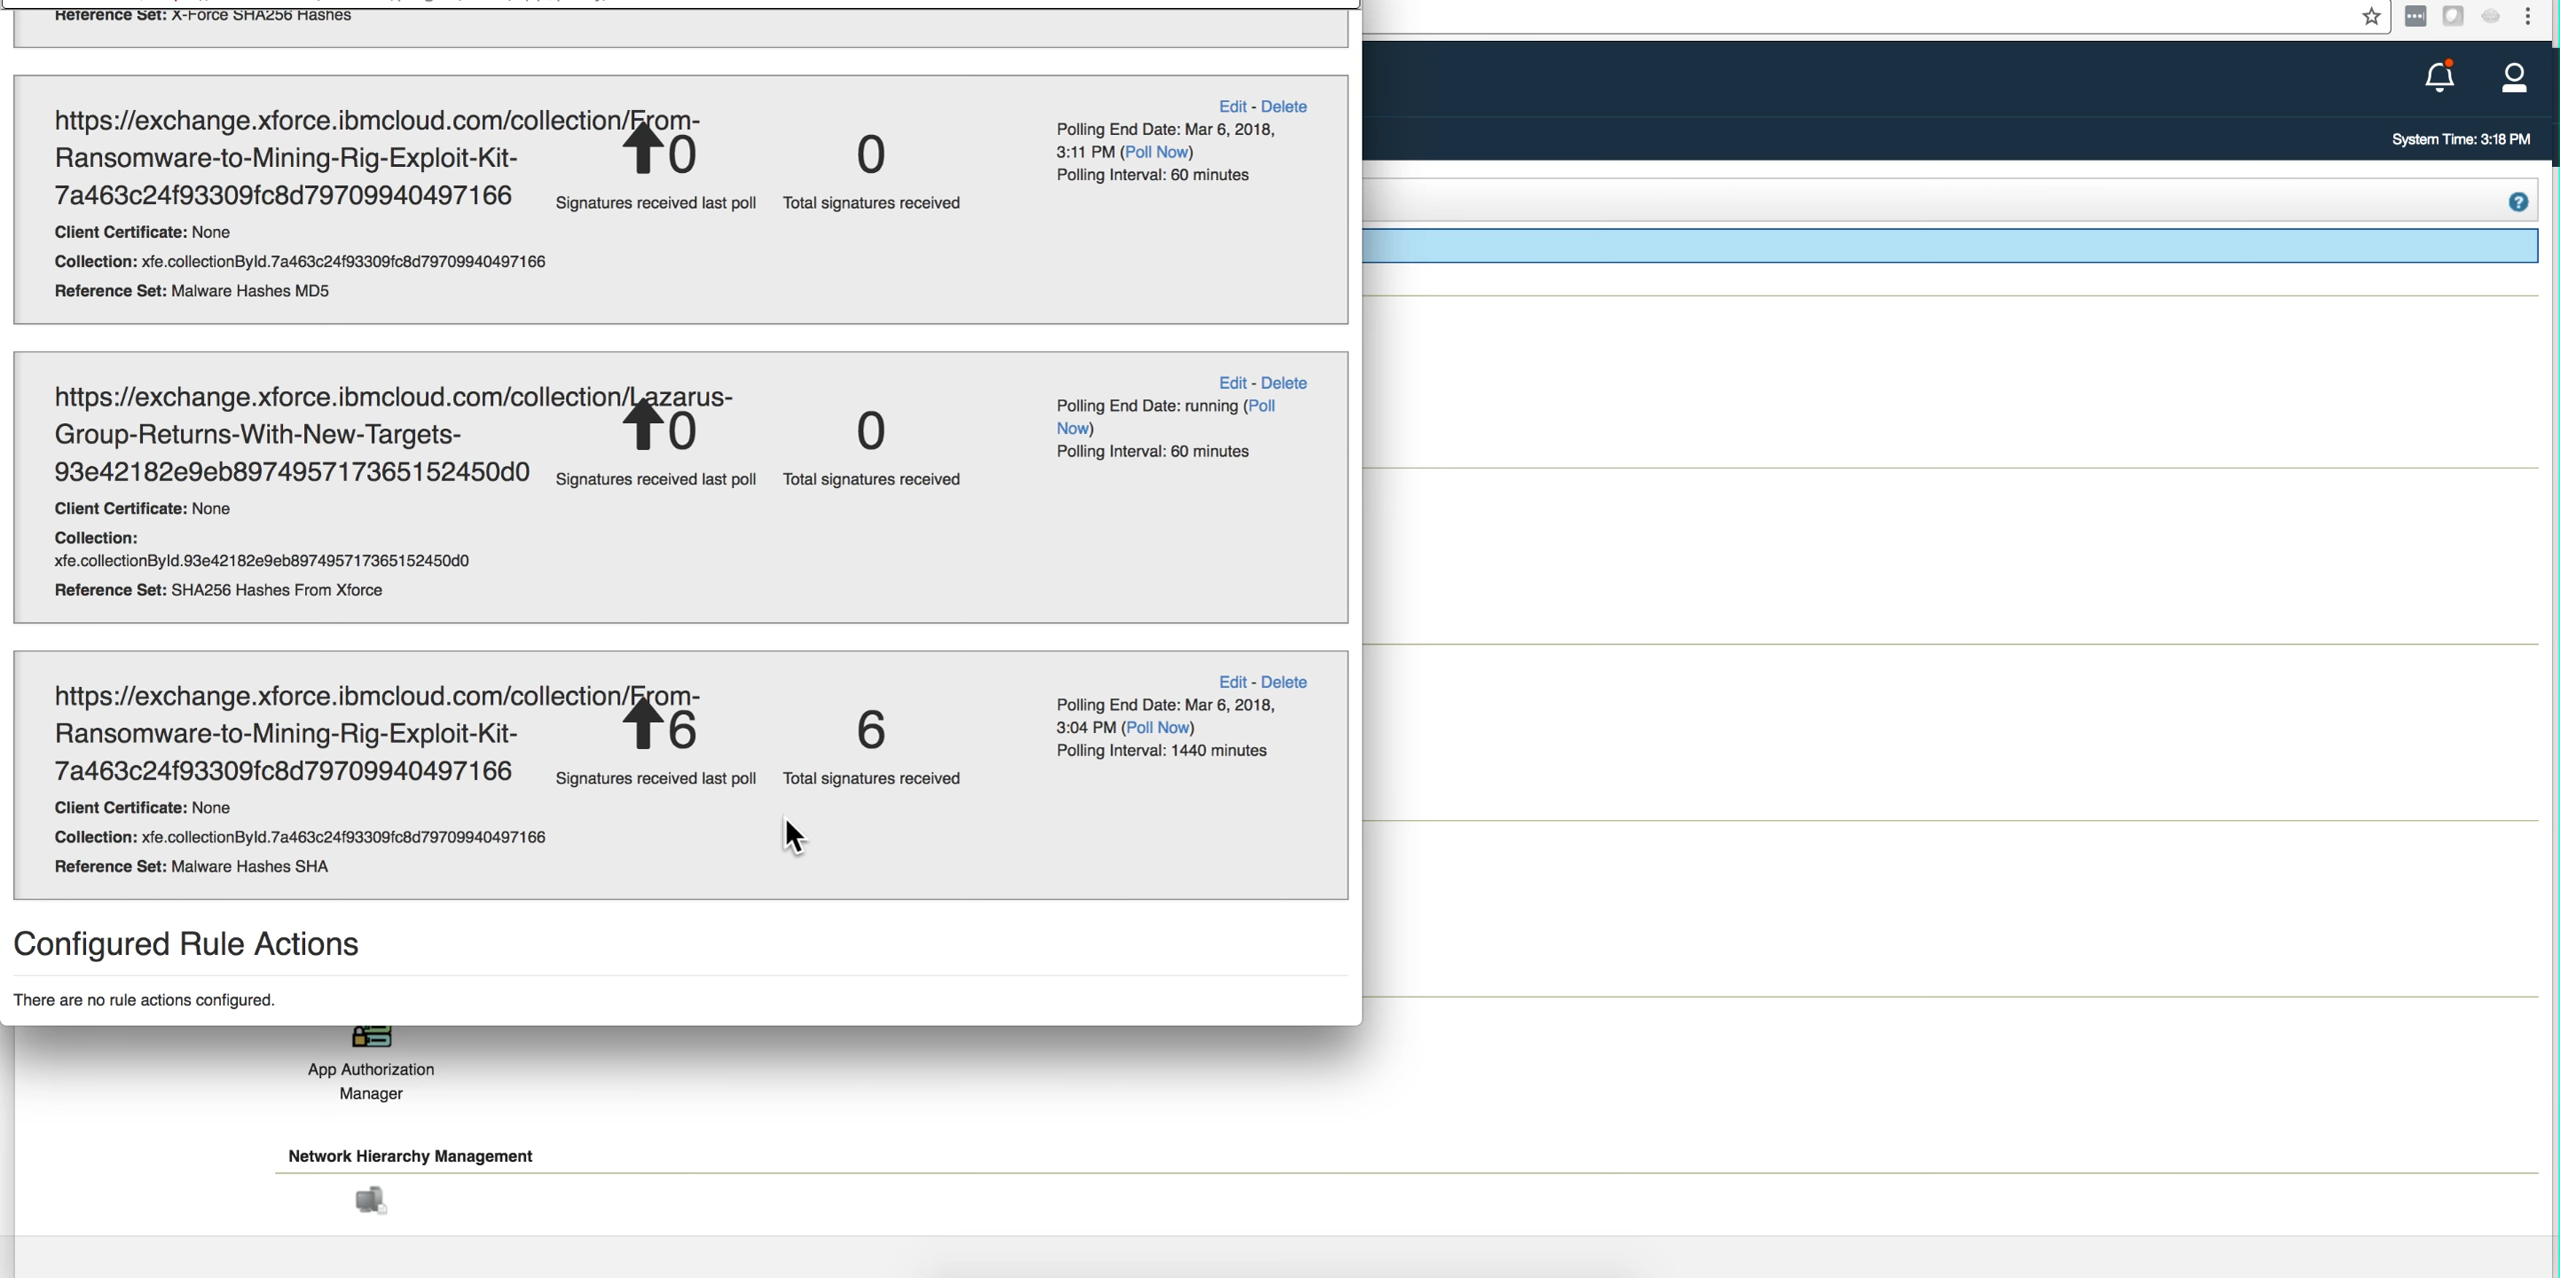 Reference Set: X-Force SHA256 Hashes
https://exchange.xforce.ibmcloud.com/collection/From-
Ransomware-to-Mining-Rig-Exploit-Kit-
7a463c24f93309fc8d79709940497166
0
Signatures received last poll
0
Total signatures received
Edit - Delete
Polling End Date: Mar 6, 2018,
3:11 PM (Poll Now)
Polling Interval: 60 minutes
Client Certificate: None
Collection: xfe.collectionById.7a463c24f93309fc8d79709940497166
Reference Set: Malware Hashes MD5
https://exchange.xforce.ibmcloud.com/collection/Lazarus-
Group-Returns-With-New-Targets-
93e42182e9eb897495717365152450d0
0
Signatures received last poll
0
Total signatures received
Edit - Delete
Polling End Date: running (Poll
Now)
Polling Interval: 60 minutes
Client Certificate: None
Collection:
xfe.collectionById.93e42182e9eb897495717365152450d0
Reference Set: SHA256 Hashes From Xforce
https://exchange.xforce.ibmcloud.com/collection/From-
Ransomware-to-Mining-Rig-Exploit-Kit-
7a463c24f93309fc8d79709940497166
6
Signatures received last poll
6
Total signatures received
Edit - Delete
Polling End Date: Mar 6, 2018,
3:04 PM (Poll Now)
Polling Interval: 1440 minutes
Client Certificate: None
Collection: xfe.collectionById.7a463c24f93309fc8d79709940497166
Reference Set: Malware Hashes SHA
Configured Rule Actions
There are no rule actions configured.
System Time: 3:18 PM
?
App Authorization
Manager
Network Hierarchy Management